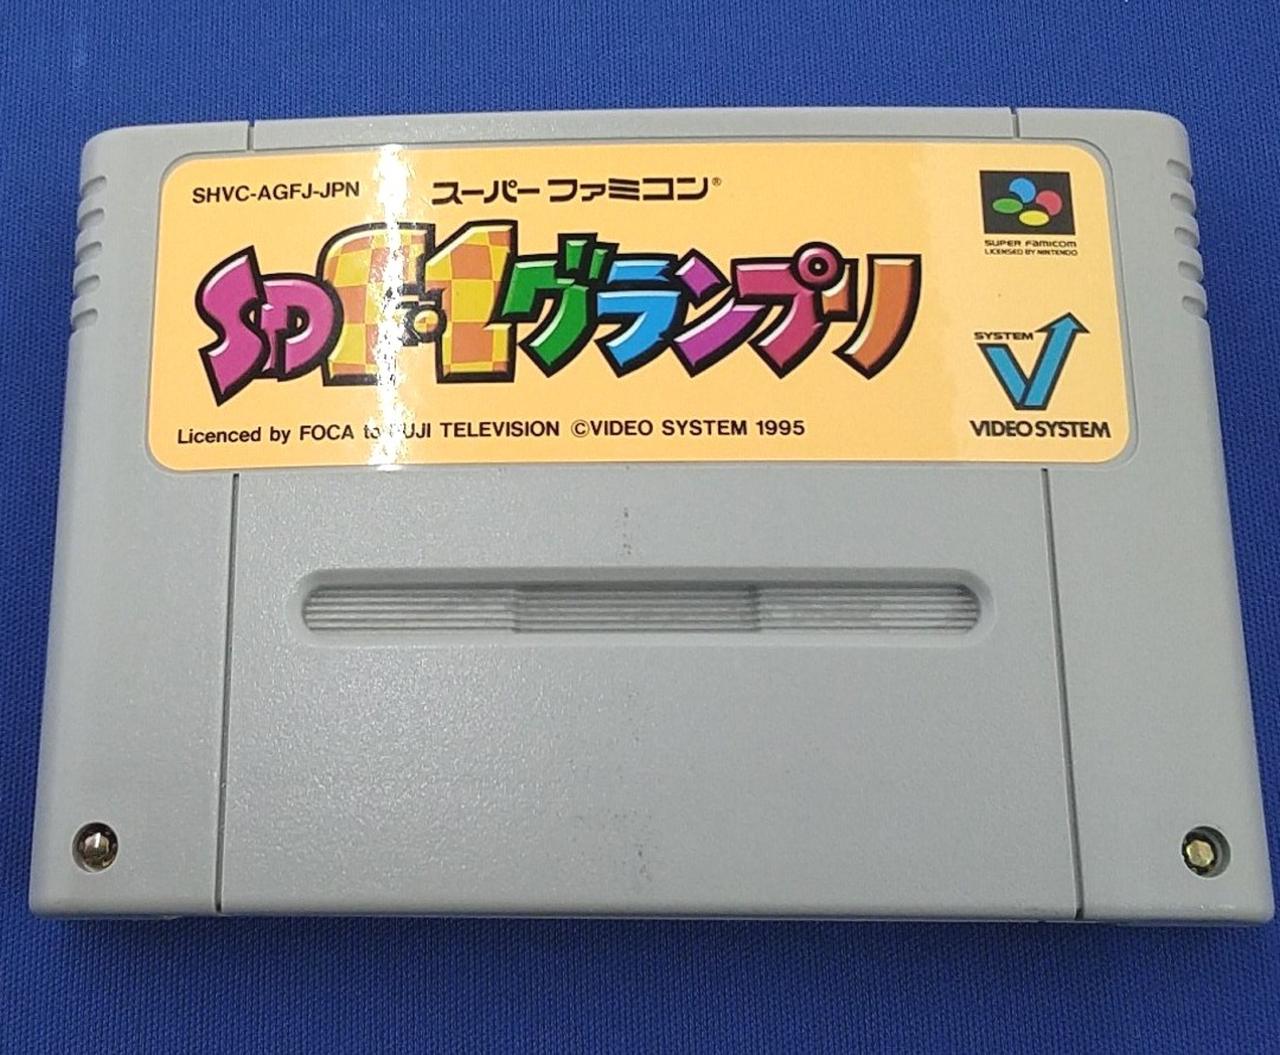 SHVC-AGFJ-JPN
スーパーファミコン®
SUPER FAMICOM
LICENSED BY NINTENDO
SD F-1グランプリ
SYSTEM
V
VIDEO SYSTEM
Licenced by FOCA to FUJI TELEVISION ©VIDEO SYSTEM 1995